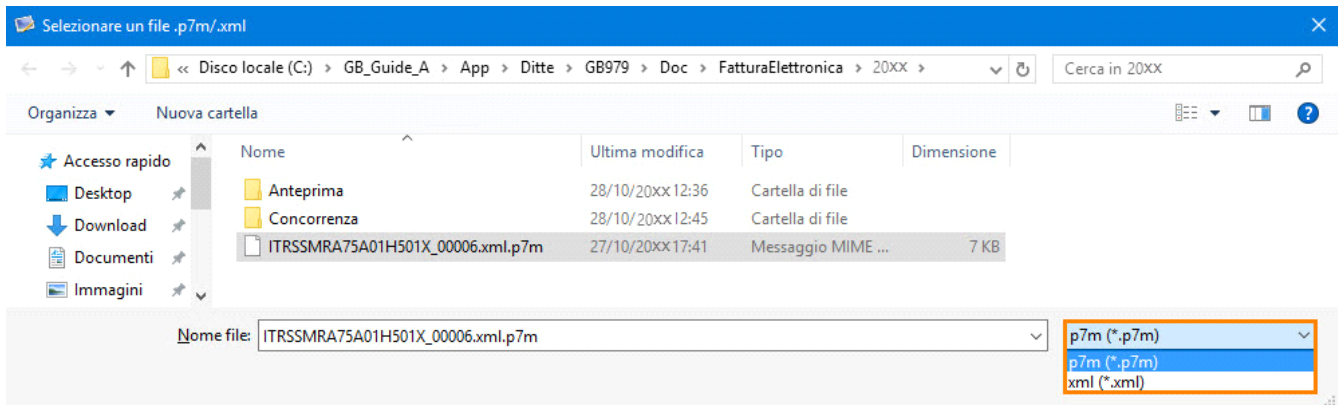 Selezionare un file .p7m/.xml
« Disco locale (C:) > GB_Guide_A > App > Ditte > GB979 > Doc > FatturaElettronica > 20XX >
Cerca in 20XX
Organizza Nuova cartella
Accesso rapido
Desktop
Download
Documenti
Immagini
Nome Ultima modifica Tipo Dimensione
Anteprima 28/10/20xx 12:36 Cartella di file
Concorrenza 28/10/20xx 12:45 Cartella di file
ITRSSMRA75A01H501X_00006.xml.p7m 27/10/20xx 17:41 Messaggio MIME ... 7 KB
Nome file: ITRSSMRA75A01H501X_00006.xml.p7m
p7m (*.p7m)
p7m (*.p7m)
xml (*.xml)